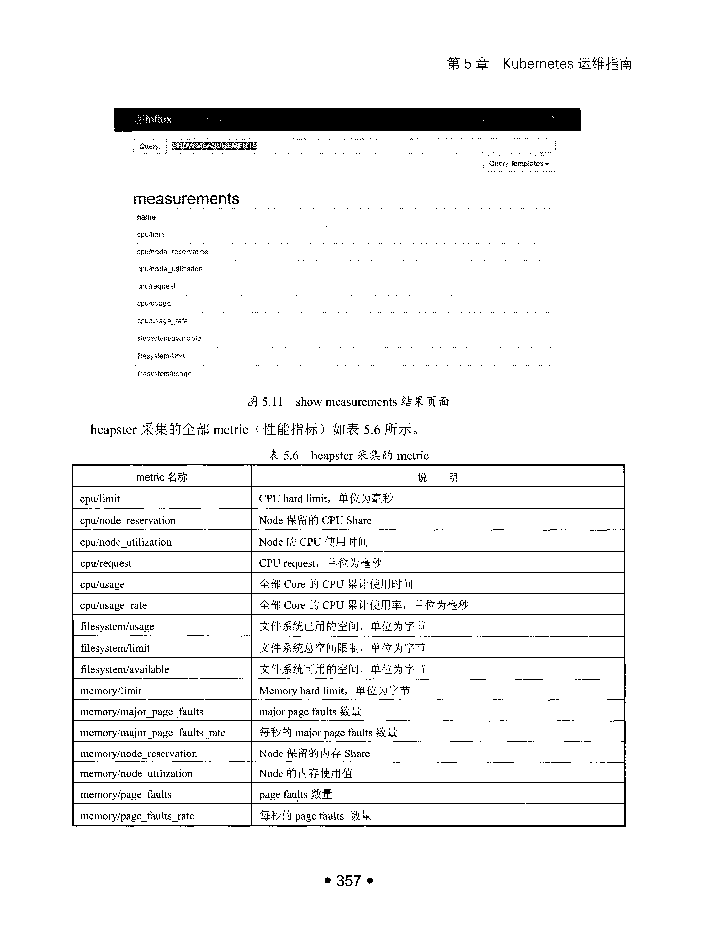 第 5 章 Kubernetes 运维指南
Query:
Query Templates
measurements
name
cpu/limit
cpu/node_reservation
cpu/node_utilization
cpu/request
cpu/usage
cpu/usage_rate
filesystem/available
filesystem/limit
filesystem/usage
图 5.11 show measurements 结果页面
heapster 采集的全部 metric（性能指标）如表 5.6 所示。
表 5.6 heapster 采集的 metric
metric 名称 说 明
cpu/limit CPU hard limit，单位为毫秒
cpu/node_reservation Node 保留的 CPU Share
cpu/node_utilization Node 的 CPU 使用时间
cpu/request CPU request，单位为毫秒
cpu/usage 全部 Core 的 CPU 累计使用时间
cpu/usage_rate 全部 Core 的 CPU 累计使用率，单位为毫秒
filesystem/usage 文件系统已用的空间，单位为字节
filesystem/limit 文件系统总空间限制，单位为字节
filesystem/available 文件系统可用的空间，单位为字节
memory/limit Memory hard limit，单位为字节
memory/major_page_faults major page faults 数量
memory/major_page_faults_rate 每秒的 major page faults 数量
memory/node_reservation Node 保留的内存 Share
memory/node_utilization Node 的内存使用值
memory/page_faults page faults 数量
memory/page_faults_rate 每秒的 page faults 数量
• 357 •